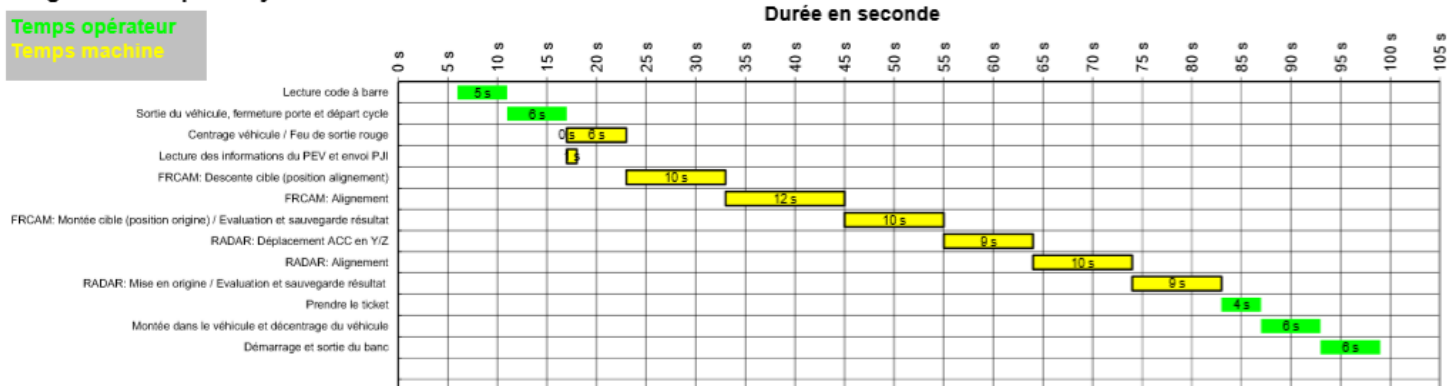 Durée en seconde
Temps opérateur
Temps machine
0 s 5 s 10 s 15 s 20 s 25 s 30 s 35 s 40 s 45 s 50 s 55 s 60 s 65 s 70 s 75 s 80 s 85 s 90 s 95 s 100 s 105 s
Lecture code à barre 5 s
Sortie du véhicule, fermeture porte et départ cycle 6 s
Centrage véhicule / Feu de sortie rouge 0 s 6 s
Lecture des informations du PEV et envoi PJI s
FRCAM: Descente cible (position alignement) 10 s
FRCAM: Alignement 12 s
FRCAM: Montée cible (position origine) / Evaluation et sauvegarde résultat 10 s
RADAR: Déplacement ACC en Y/Z 9 s
RADAR: Alignement 10 s
RADAR: Mise en origine / Evaluation et sauvegarde résultat 9 s
Prendre le ticket 4 s
Montée dans le véhicule et décentrage du véhicule 6 s
Démarrage et sortie du banc 6 s